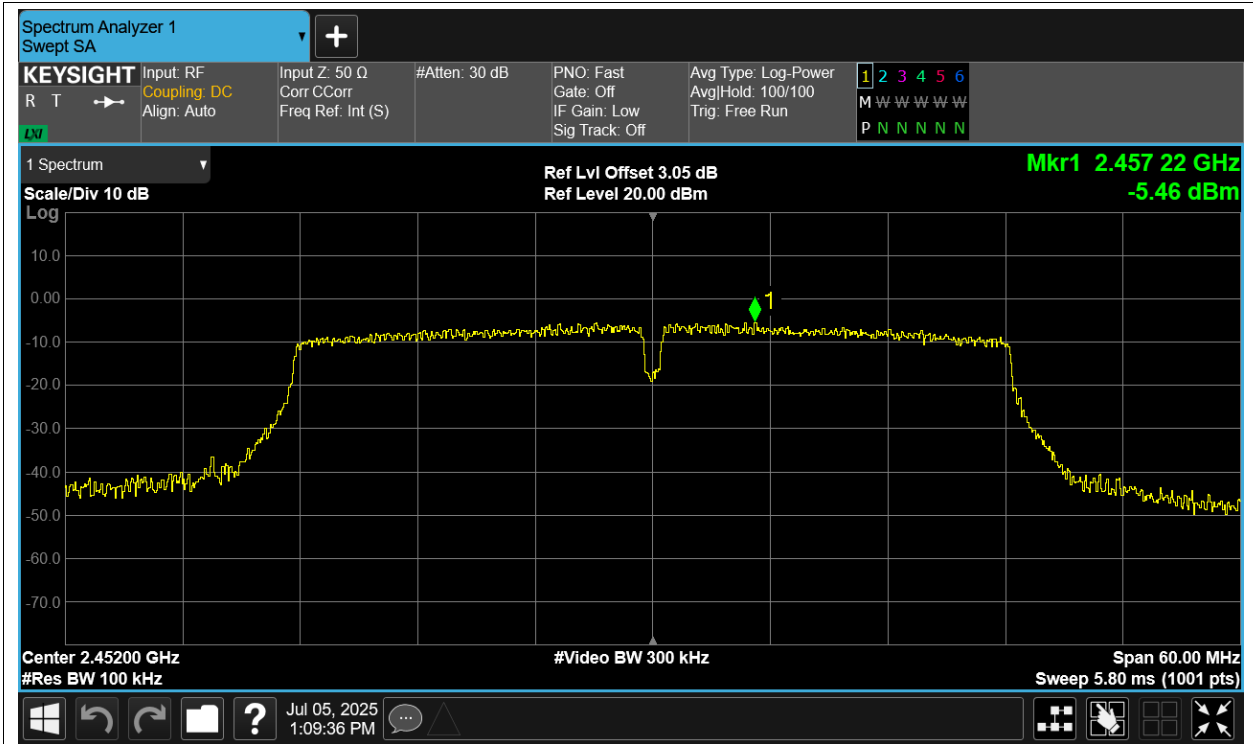 Spectrum Analyzer 1
Swept SA
+
KEYSIGHT
R T
LXI
Input: RF
Coupling: DC
Align: Auto
Input Z: 50 Ω
Corr CCorr
Freq Ref: Int (S)
#Atten: 30 dB
PNO: Fast
Gate: Off
IF Gain: Low
Sig Track: Off
Avg Type: Log-Power
Avg|Hold: 100/100
Trig: Free Run
1 2 3 4 5 6
M W W W W W
P N N N N N
1 Spectrum
Scale/Div 10 dB
Log
Ref Lvl Offset 3.05 dB
Ref Level 20.00 dBm
Mkr1 2.457 22 GHz
-5.46 dBm
10.0
0.00
1
-10.0
-20.0
-30.0
-40.0
-50.0
-60.0
-70.0
Center 2.45200 GHz
#Video BW 300 kHz
Span 60.00 MHz
#Res BW 100 kHz
Sweep 5.80 ms (1001 pts)
?
Jul 05, 2025
1:09:36 PM